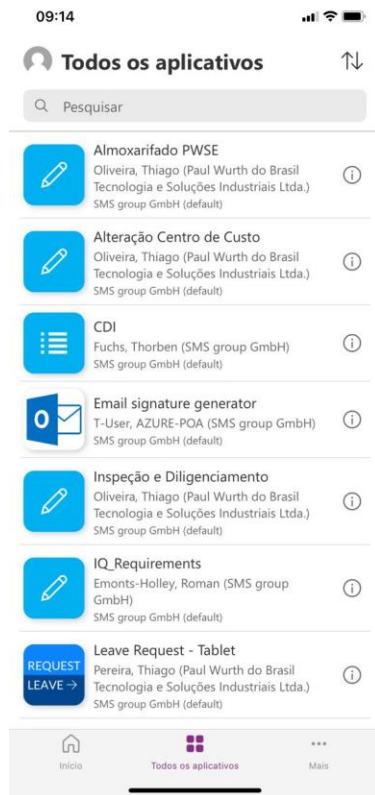 09:14
Todos os aplicativos
Pesquisar
Almoxarifado PWSE
Oliveira, Thiago (Paul Wurth do Brasil
Tecnologia e Soluções Industriais Ltda.)
SMS group GmbH (default)
Alteração Centro de Custo
Oliveira, Thiago (Paul Wurth do Brasil
Tecnologia e Soluções Industriais Ltda.)
SMS group GmbH (default)
CDI
Fuchs, Thorben (SMS group GmbH)
SMS group GmbH (default)
Email signature generator
T-User, AZURE-POA (SMS group GmbH)
SMS group GmbH (default)
Inspeção e Diligenciamento
Oliveira, Thiago (Paul Wurth do Brasil
Tecnologia e Soluções Industriais Ltda.)
SMS group GmbH (default)
IQ_Requirements
Emonts-Holley, Roman (SMS group
GmbH)
SMS group GmbH (default)
REQUEST
LEAVE →
Leave Request - Tablet
Pereira, Thiago (Paul Wurth do Brasil
Tecnologia e Soluções Industriais Ltda.)
SMS group GmbH (default)
Início
Todos os aplicativos
Mais